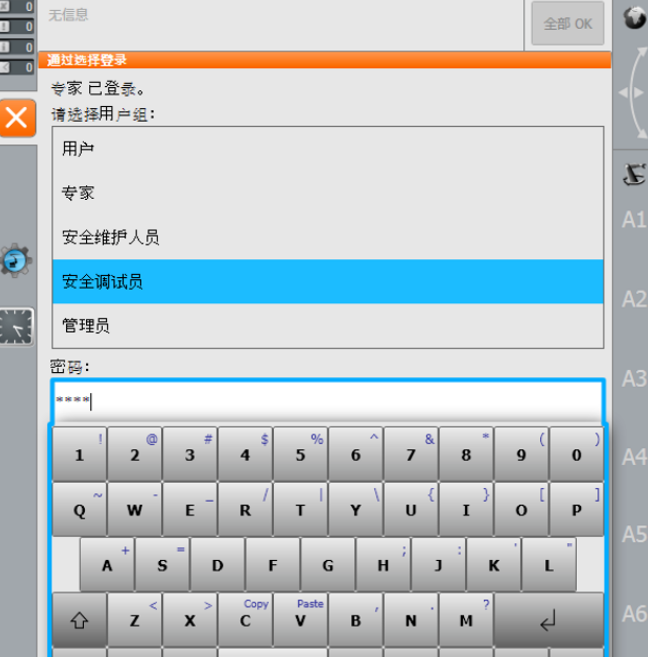 0
无信息
全部 OK
0
0
0
通过选择登录
专家 已登录。
请选择用户组:
用户
专家
安全维护人员
安全调试员
管理员
密码:
****
! @ # $ % ^ & * ( )
1 2 3 4 5 6 7 8 9 0
~ - _ / | \ { } [ ]
Q W E R T Y U I O P
+ = ; : ' "
A S D F G H J K L
< > Copy Paste , . ?
Z X C V B N M
A1
A2
A3
A4
A5
A6